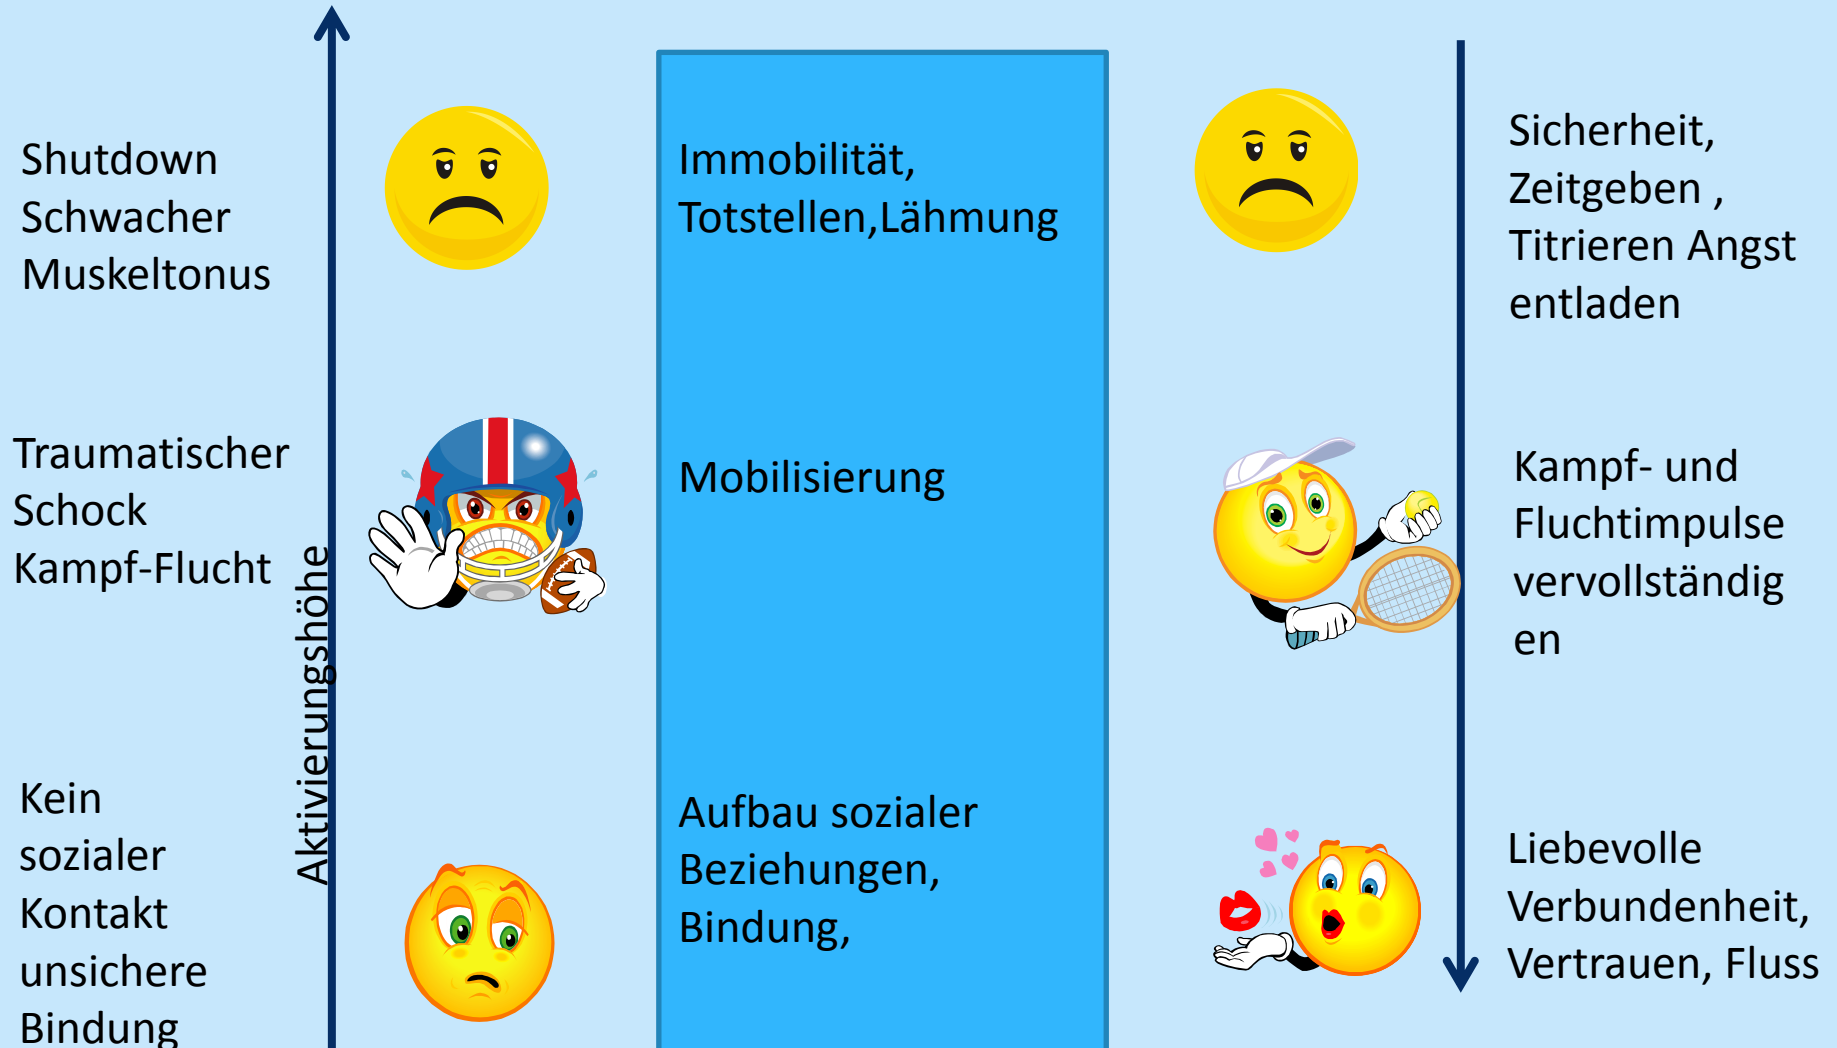 Shutdown
Schwacher
Muskeltonus
Immobilität,
Totstellen,Lähmung
Sicherheit,
Zeitgeben ,
Titrieren Angst
entladen
Traumatischer
Schock
Kampf-Flucht
Mobilisierung
Kampf- und
Fluchtimpulse
vervollständig
en
Aktivierungshöhe
Kein
sozialer
Kontakt
unsichere
Bindung
Aufbau sozialer
Beziehungen,
Bindung,
Liebevolle
Verbundenheit,
Vertrauen, Fluss